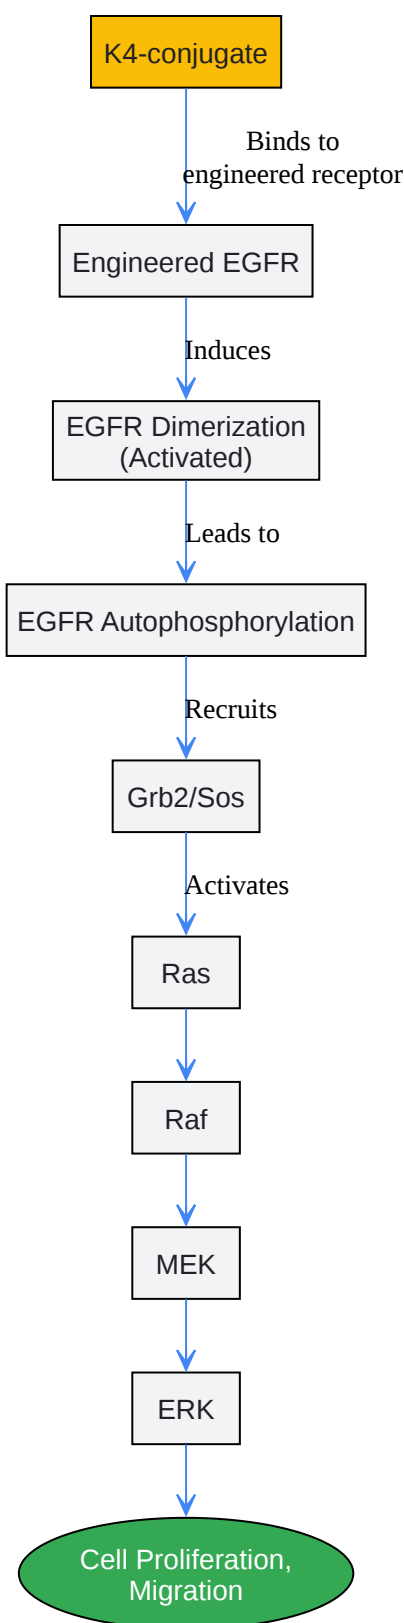 K4-conjugate
Binds to
engineered receptor
Engineered EGFR
Induces
EGFR Dimerization
(Activated)
Leads to
EGFR Autophosphorylation
Recruits
Grb2/Sos
Activates
Ras
Raf
MEK
ERK
Cell Proliferation,
Migration